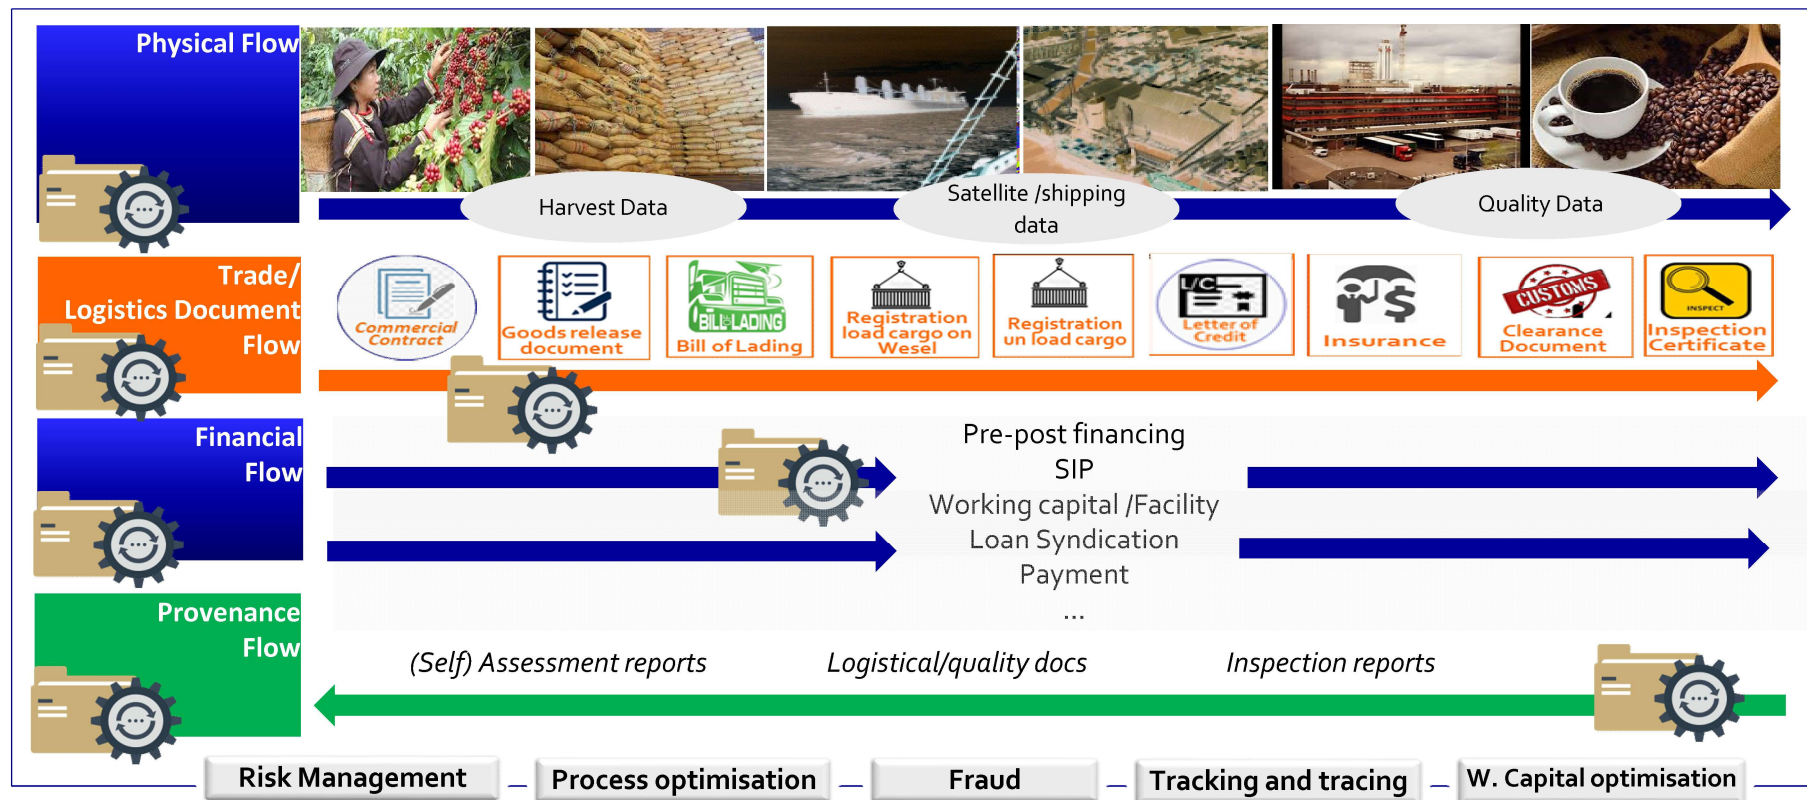 Physical Flow
Harvest Data
Satellite /shipping
data
Quality Data
Trade/
Logistics Document
Flow
Commercial
Contract
Goods release
document
BILL OF LADING
Bill of Lading
Registration
load cargo on
Wesel
Registration
un load cargo
L/C
Letter of
Credit
$
Insurance
CUSTOMS
Clearance
Document
INSPECT
Inspection
Certificate
Financial
Flow
Pre-post financing
SIP
Working capital /Facility
Loan Syndication
Payment
...
Provenance
Flow
(Self) Assessment reports
Logistical/quality docs
Inspection reports
Risk Management
Process optimisation
Fraud
Tracking and tracing
W. Capital optimisation